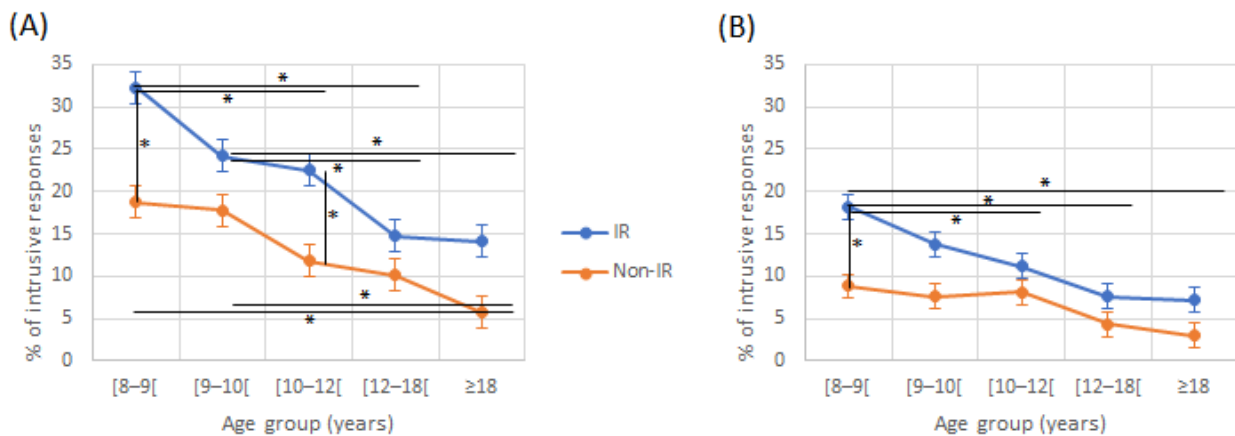 (A)
35
30
25
20
15
10
5
0
% of intrusive responses
*
*
*
*
*
*
*
*
[8–9[ [9–10[ [10–12[ [12–18[ ≥18
Age group (years)
IR
Non-IR
(B)
35
30
25
20
15
10
5
0
% of intrusive responses
*
*
*
*
[8–9[ [9–10[ [10–12[ [12–18[ ≥18
Age group (years)